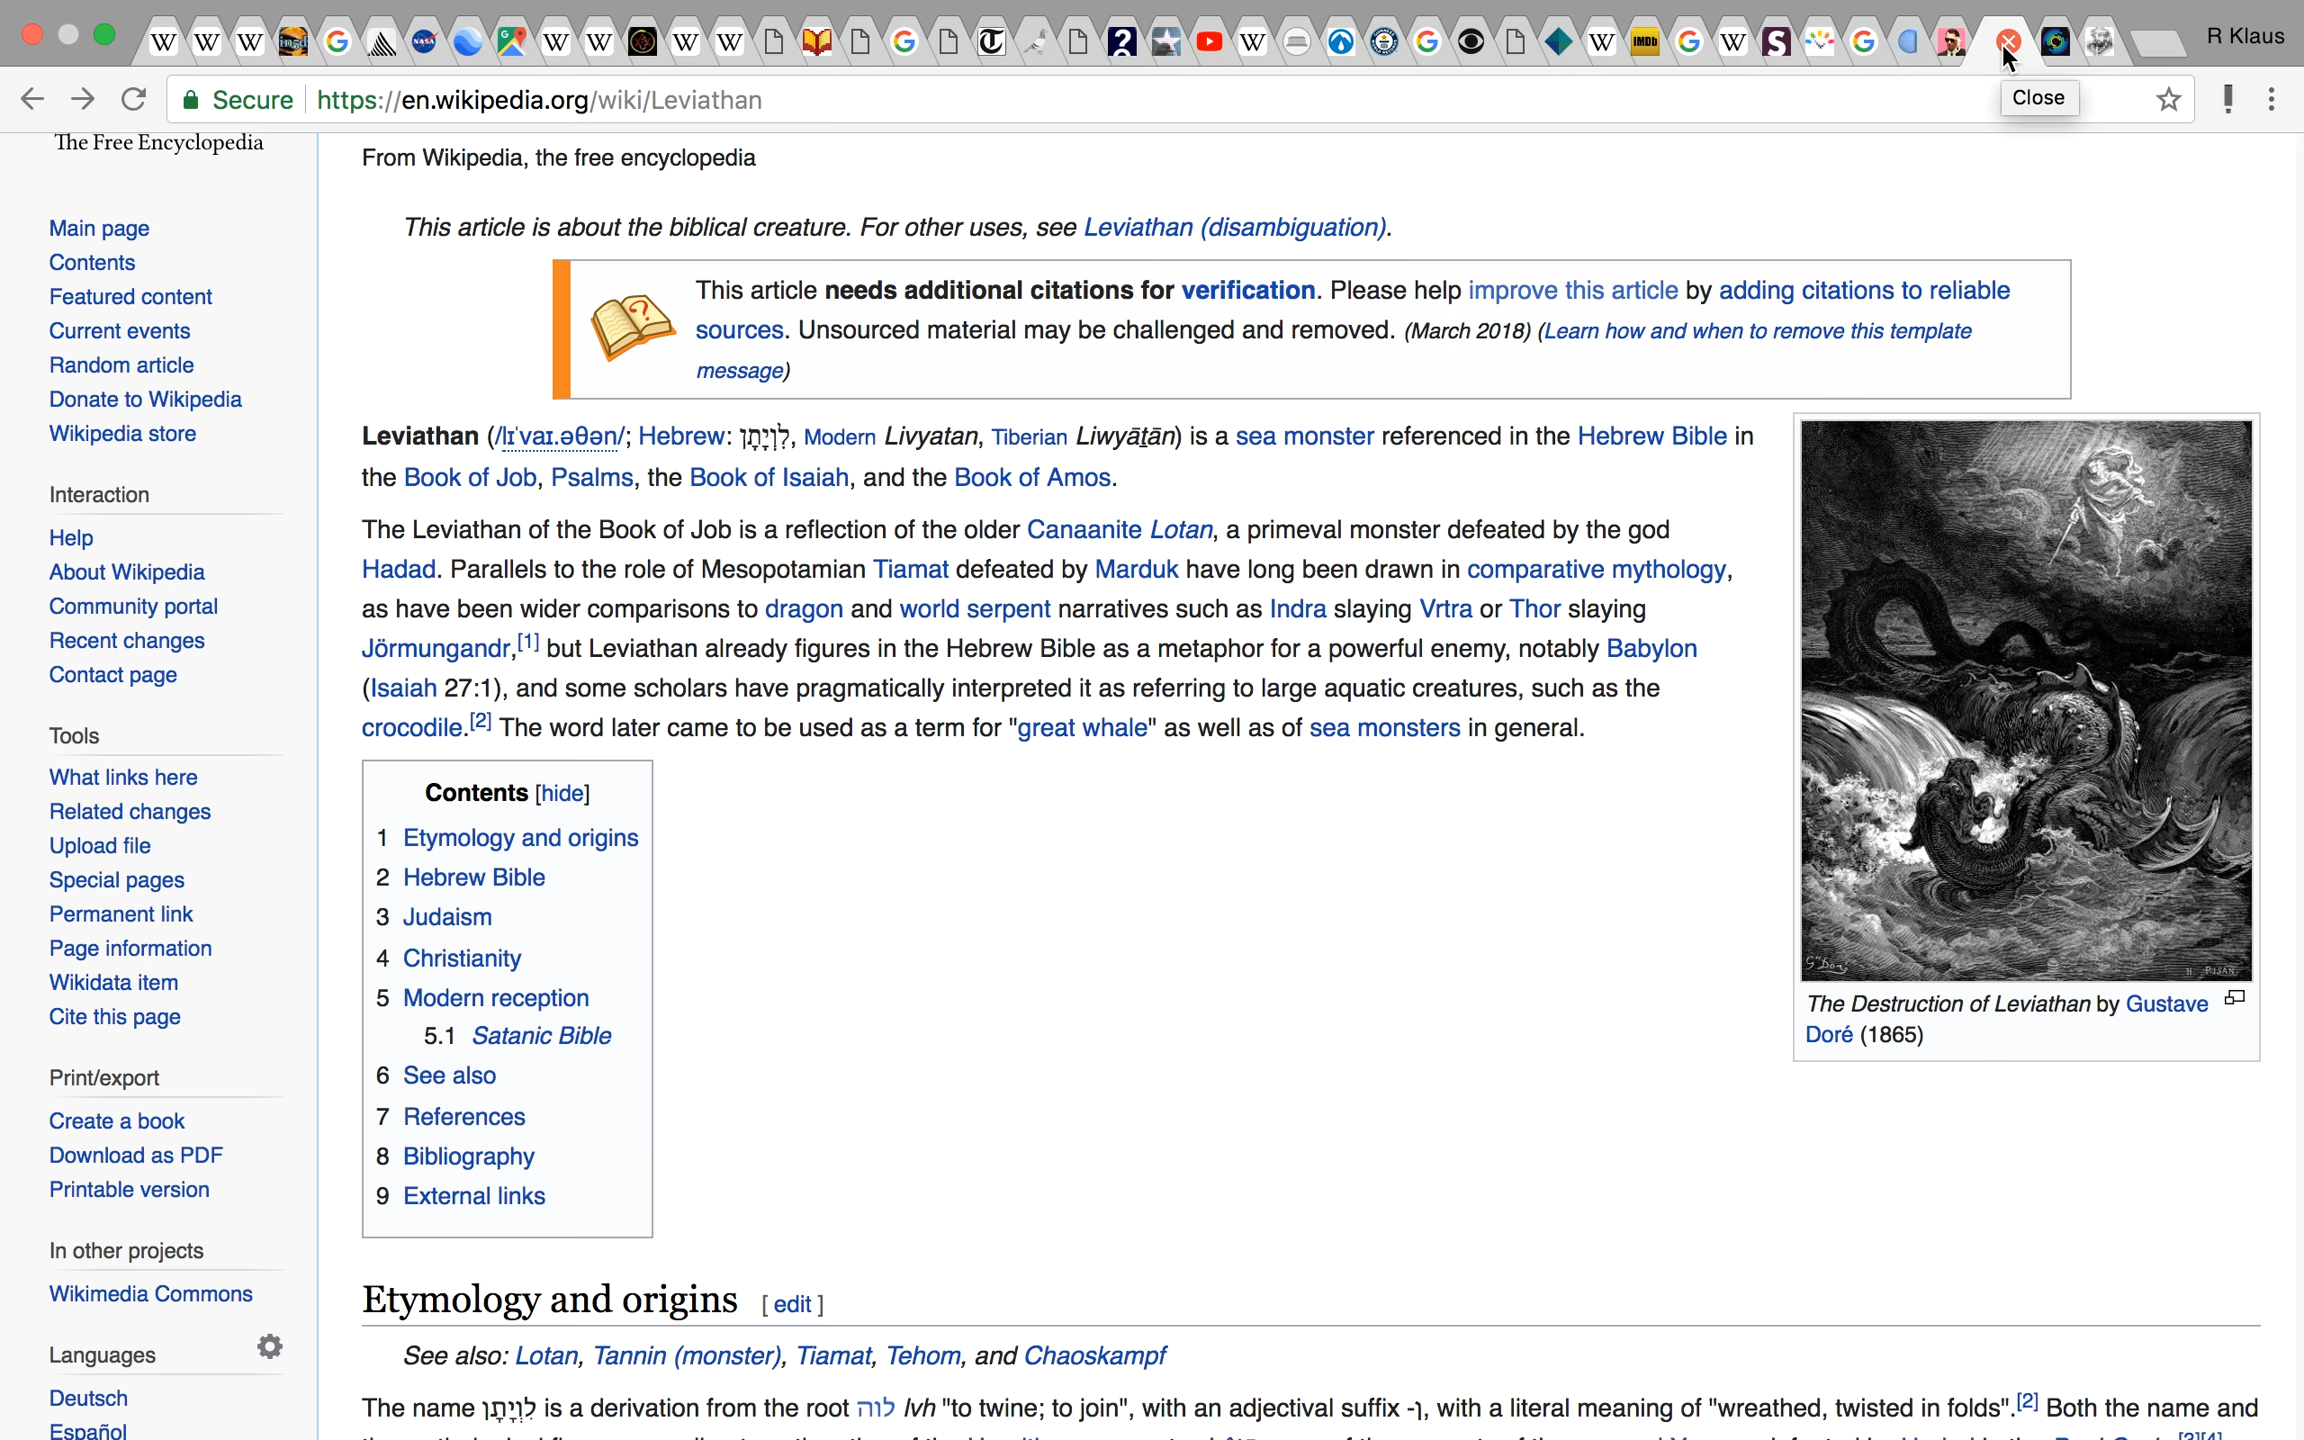 R Klaus
Secure https://en.wikipedia.org/wiki/Leviathan
Close
The Free Encyclopedia
Main page
Contents
Featured content
Current events
Random article
Donate to Wikipedia
Wikipedia store
Interaction
Help
About Wikipedia
Community portal
Recent changes
Contact page
Tools
What links here
Related changes
Upload file
Special pages
Permanent link
Page information
Wikidata item
Cite this page
Print/export
Create a book
Download as PDF
Printable version
In other projects
Wikimedia Commons
Languages
Deutsch
Español
From Wikipedia, the free encyclopedia
This article is about the biblical creature. For other uses, see Leviathan (disambiguation).
This article needs additional citations for verification. Please help improve this article by adding citations to reliable
sources. Unsourced material may be challenged and removed. (March 2018) (Learn how and when to remove this template
message)
Leviathan (/lɪˈvaɪ.əθən/; Hebrew: לִוְיָתָן, Modern Livyatan, Tiberian Liwyāṯān) is a sea monster referenced in the Hebrew Bible in
the Book of Job, Psalms, the Book of Isaiah, and the Book of Amos.
The Leviathan of the Book of Job is a reflection of the older Canaanite Lotan, a primeval monster defeated by the god
Hadad. Parallels to the role of Mesopotamian Tiamat defeated by Marduk have long been drawn in comparative mythology,
as have been wider comparisons to dragon and world serpent narratives such as Indra slaying Vrtra or Thor slaying
Jörmungandr,[1] but Leviathan already figures in the Hebrew Bible as a metaphor for a powerful enemy, notably Babylon
(Isaiah 27:1), and some scholars have pragmatically interpreted it as referring to large aquatic creatures, such as the
crocodile.[2] The word later came to be used as a term for "great whale" as well as of sea monsters in general.
G Doré
H. PISAN
The Destruction of Leviathan by Gustave
Doré (1865)
Contents [hide]
1 Etymology and origins
2 Hebrew Bible
3 Judaism
4 Christianity
5 Modern reception
5.1 Satanic Bible
6 See also
7 References
8 Bibliography
9 External links
Etymology and origins [ edit ]
See also: Lotan, Tannin (monster), Tiamat, Tehom, and Chaoskampf
The name לִוְיָתָן is a derivation from the root לוה lvh "to twine; to join", with an adjectival suffix -ן, with a literal meaning of "wreathed, twisted in folds".[2] Both the name and